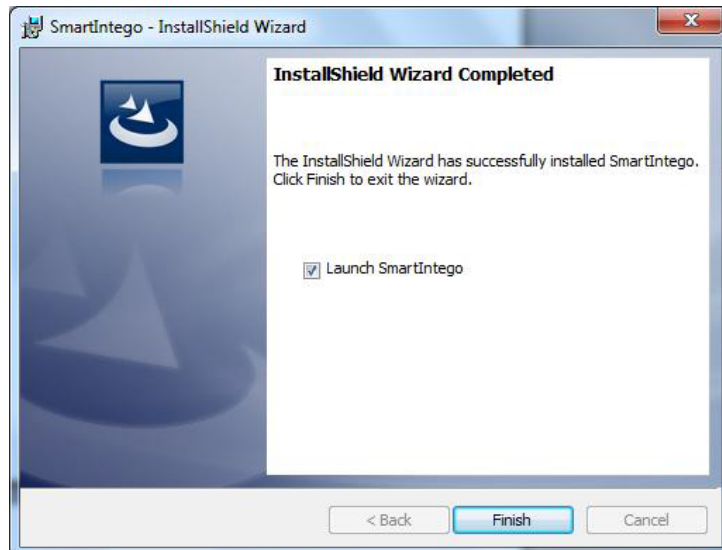 SmartIntego - InstallShield Wizard
InstallShield Wizard Completed
The InstallShield Wizard has successfully installed SmartIntego.
Click Finish to exit the wizard.
Launch SmartIntego
< Back
Finish
Cancel